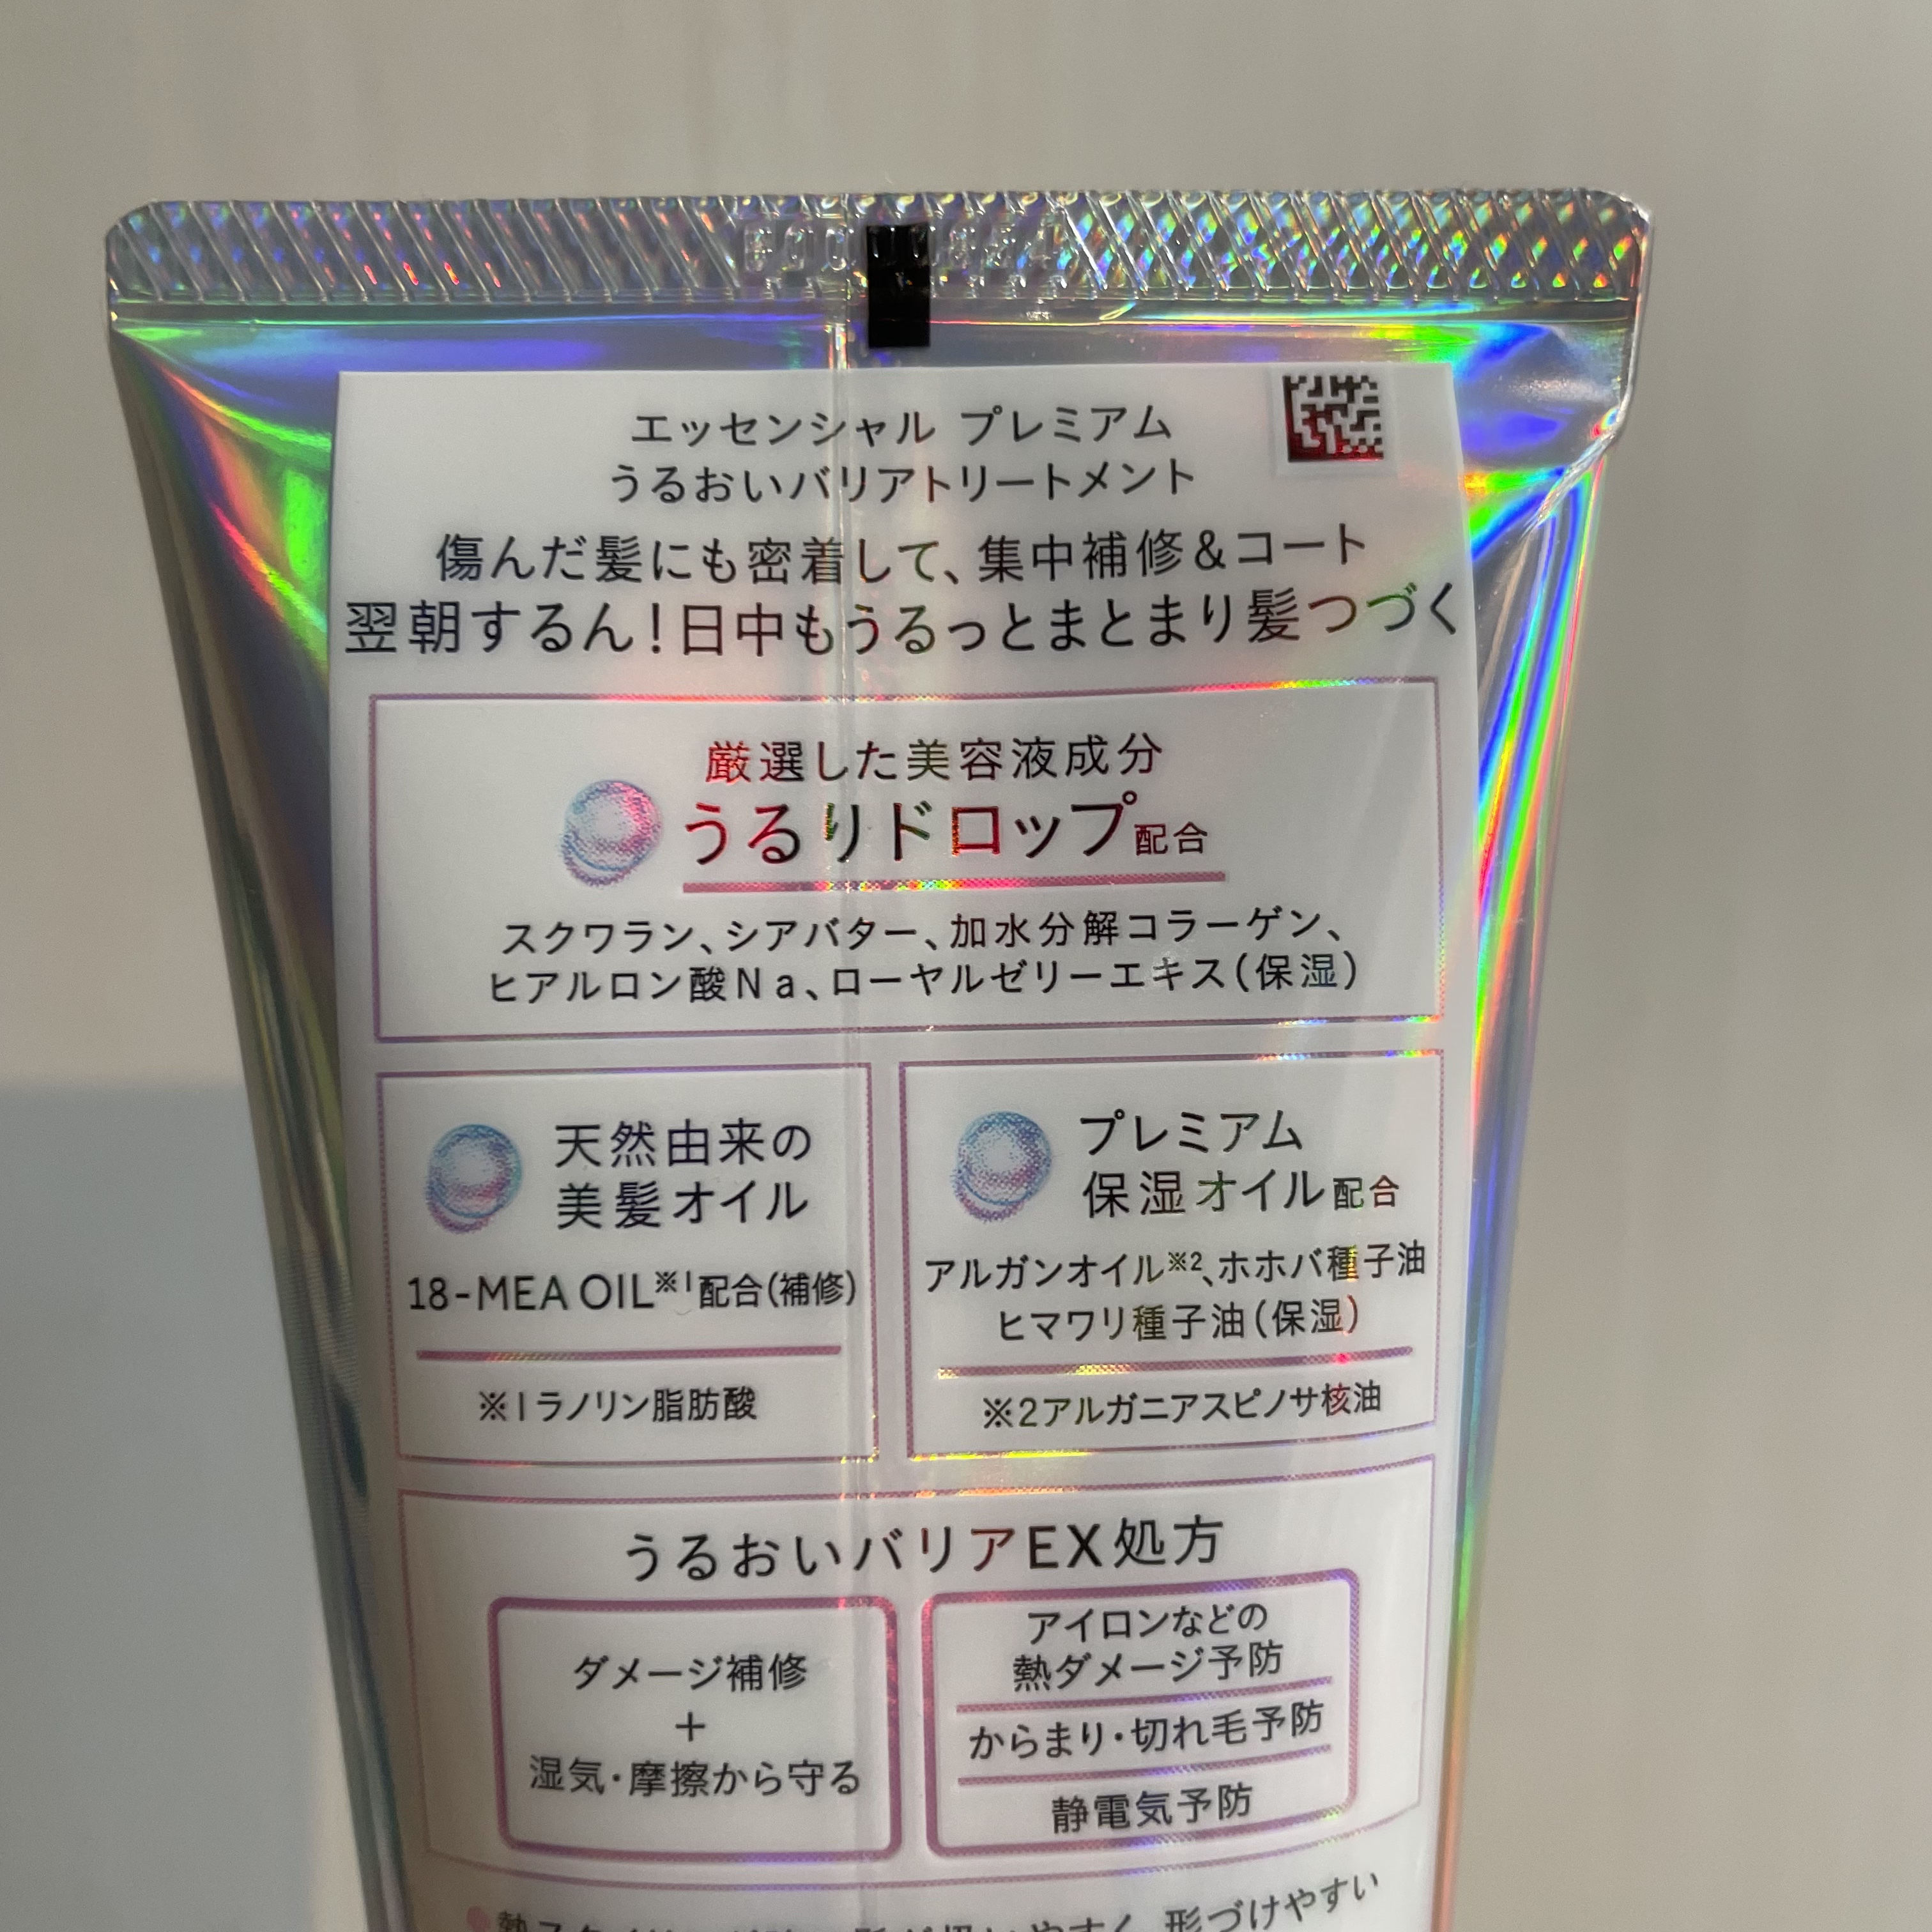 エッセンシャル プレミアム
うるおいバリアトリートメント
傷んだ髪にも密着して、集中補修&コート
翌朝するん!日中もうるっとまとまり髪つづく
厳選した美容液成分
うるりドロップ配合
スクワラン、シアバター、加水分解コラーゲン、
ヒアルロン酸Na、ローヤルゼリーエキス(保湿)
天然由来の
美髪オイル
18-MEA OIL※1配合(補修)
※1ラノリン脂肪酸
プレミアム
保湿オイル配合
アルガンオイル※2、ホホバ種子油
ヒマワリ種子油(保湿)
※2アルガニアスピノサ核油
うるおいバリアEX処方
ダメージ補修
+
湿気・摩擦から守る
アイロンなどの
熱ダメージ予防
からまり・切れ毛予防
静電気予防
形づけやすい